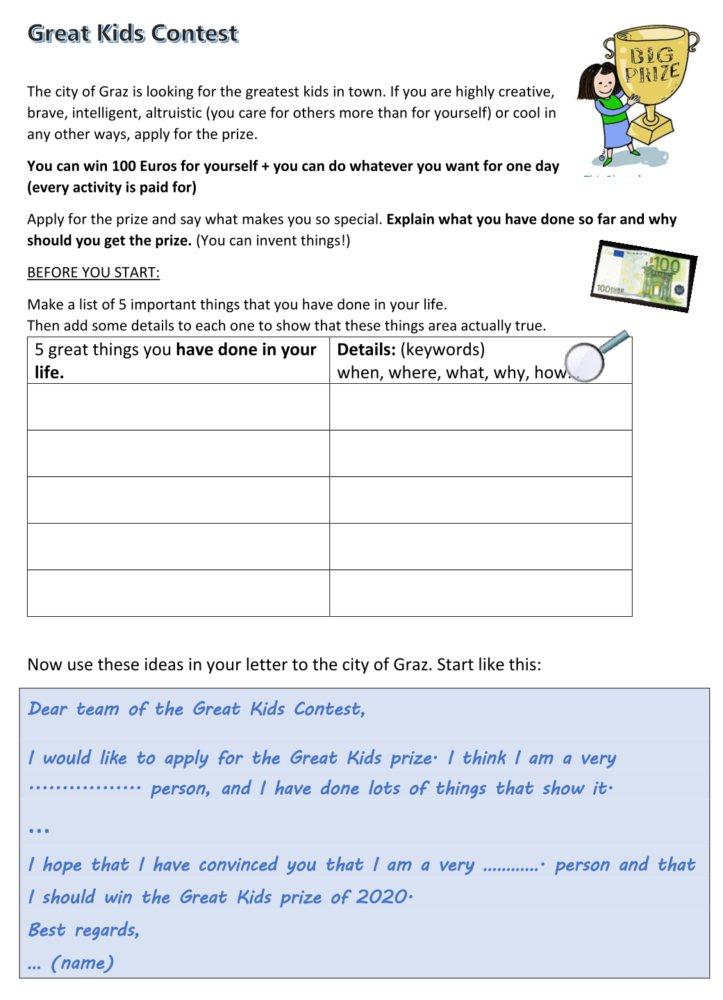 Great Kids Contest
BIG
PRIZE
The city of Graz is looking for the greatest kids in town. If you are highly creative,
brave, intelligent, altruistic (you care for others more than for yourself) or cool in
any other ways, apply for the prize.
You can win 100 Euros for yourself + you can do whatever you want for one day
(every activity is paid for)
Apply for the prize and say what makes you so special. Explain what you have done so far and why
should you get the prize. (You can invent things!)
100
100 EURO
BEFORE YOU START:
Make a list of 5 important things that you have done in your life.
Then add some details to each one to show that these things area actually true.
5 great things you have done in your
life.
Details: (keywords)
when, where, what, why, how...
Now use these ideas in your letter to the city of Graz. Start like this:
Dear team of the Great Kids Contest,
I would like to apply for the Great Kids prize. I think I am a very
................. person, and I have done lots of things that show it.
...
I hope that I have convinced you that I am a very ............. person and that
I should win the Great Kids prize of 2020.
Best regards,
... (name)